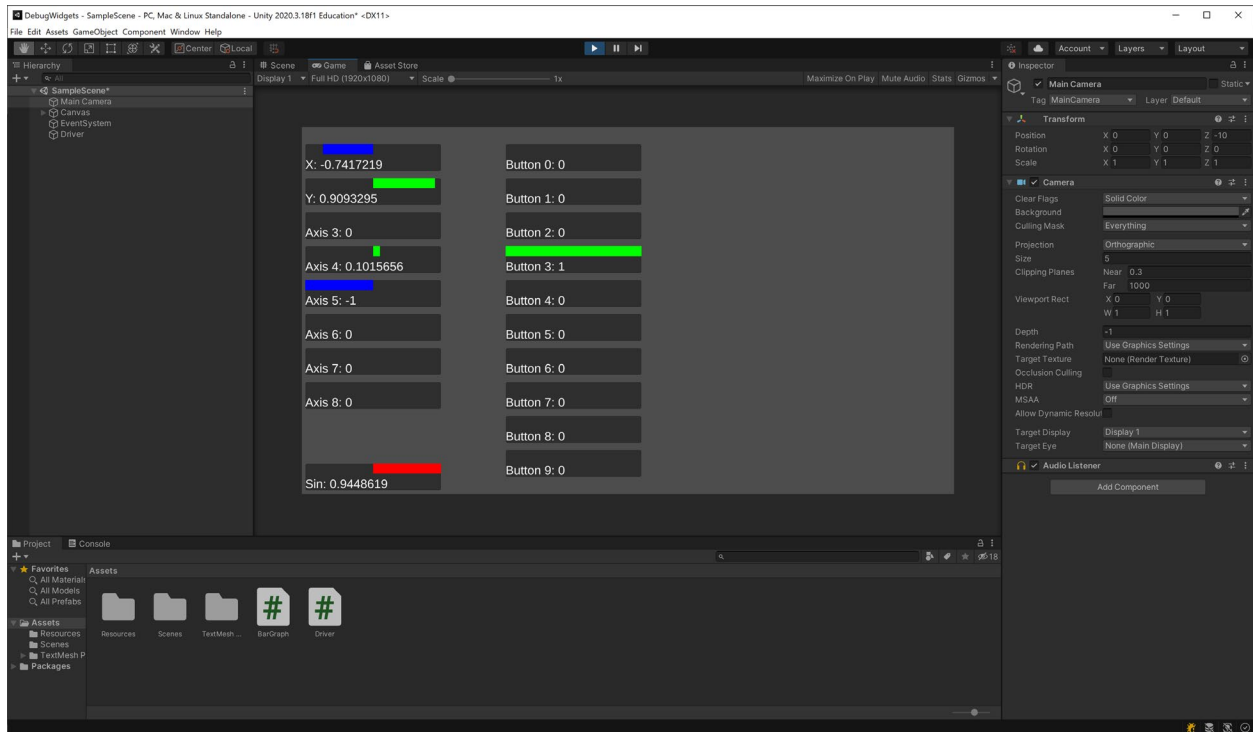 DebugWidgets - SampleScene - PC, Mac & Linux Standalone - Unity 2020.3.18f1 Education* <DX11>
File Edit Assets GameObject Component Window Help
Center Local
Account Layers Layout
Hierarchy
All
SampleScene*
Main Camera
Canvas
EventSystem
Driver
Scene Game Asset Store
Display 1 Full HD (1920x1080) Scale 1x Maximize On Play Mute Audio Stats Gizmos
X: -0.7417219
Y: 0.9093295
Axis 3: 0
Axis 4: 0.1015656
Axis 5: -1
Axis 6: 0
Axis 7: 0
Axis 8: 0
Sin: 0.9448619
Button 0: 0
Button 1: 0
Button 2: 0
Button 3: 1
Button 4: 0
Button 5: 0
Button 6: 0
Button 7: 0
Button 8: 0
Button 9: 0
Inspector
Main Camera Static
Tag MainCamera Layer Default
Transform
Position X 0 Y 0 Z -10
Rotation X 0 Y 0 Z 0
Scale X 1 Y 1 Z 1
Camera
Clear Flags Solid Color
Background
Culling Mask Everything
Projection Orthographic
Size 5
Clipping Planes Near 0.3
Far 1000
Viewport Rect X 0 Y 0
W 1 H 1
Depth -1
Rendering Path Use Graphics Settings
Target Texture None (Render Texture)
Occlusion Culling
HDR Use Graphics Settings
MSAA Off
Allow Dynamic Resolut
Target Display Display 1
Target Eye None (Main Display)
Audio Listener
Add Component
Project Console
18
Favorites
All Materials
All Models
All Prefabs
Assets
Resources
Scenes
TextMesh P
Packages
Assets
Resources Scenes TextMesh ... BarGraph Driver